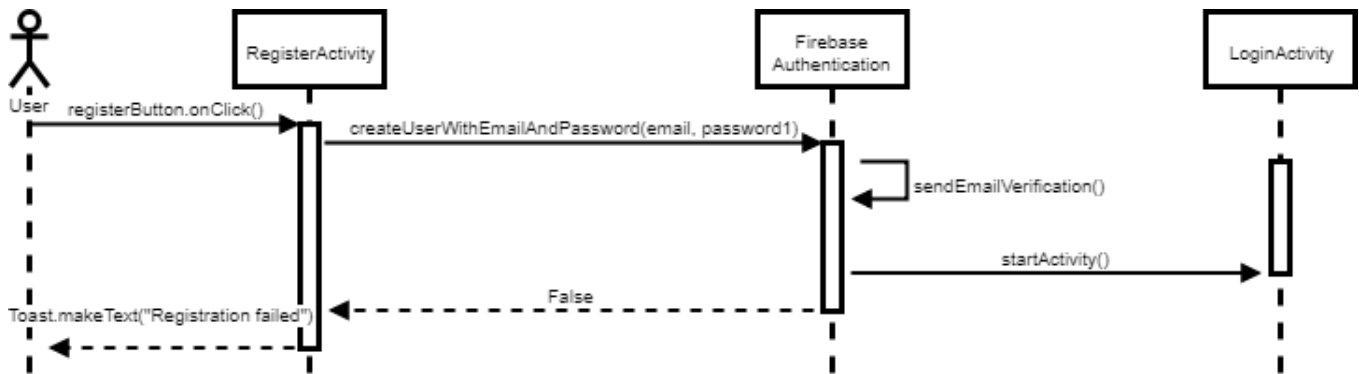 RegisterActivity
Firebase
Authentication
LoginActivity
User
registerButton.onClick()
createUserWithEmailAndPassword(email, password1)
sendEmailVerification()
startActivity()
False
Toast.makeText("Registration failed")